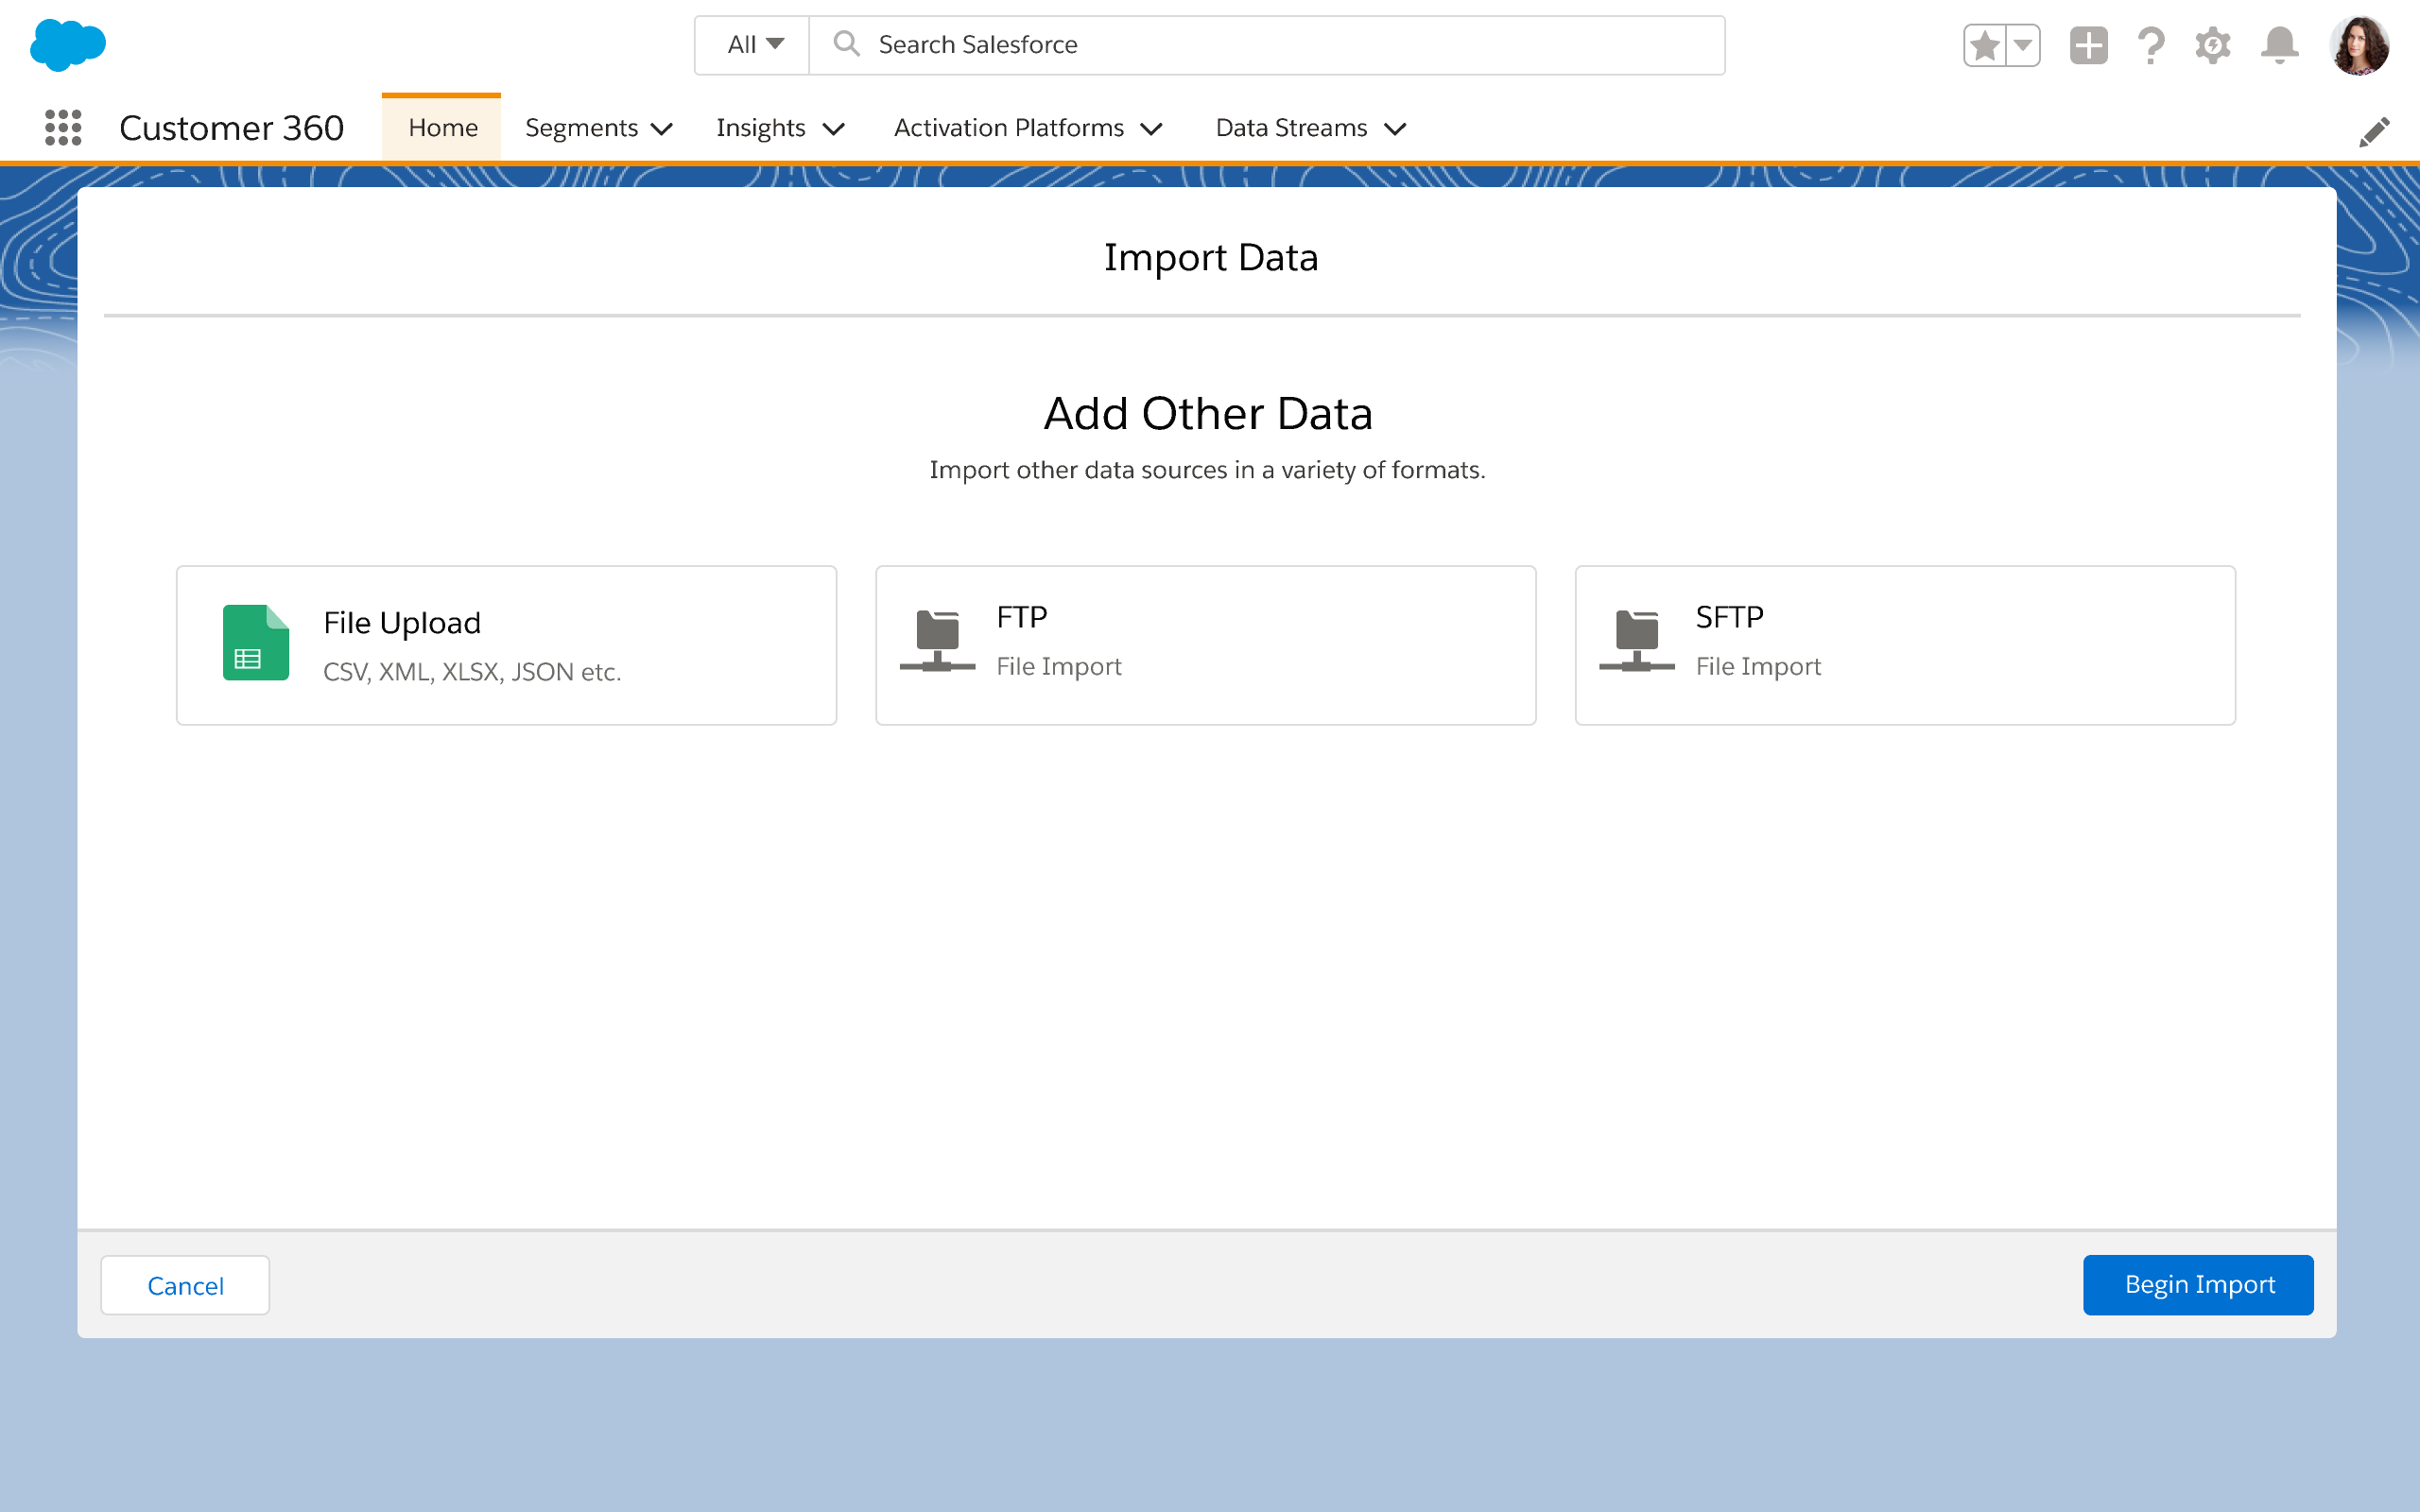 All
Search Salesforce
Customer 360
Home
Segments
Insights
Activation Platforms
Data Streams
Import Data
Add Other Data
Import other data sources in a variety of formats.
File Upload
CSV, XML, XLSX, JSON etc.
FTP
File Import
SFTP
File Import
Cancel
Begin Import